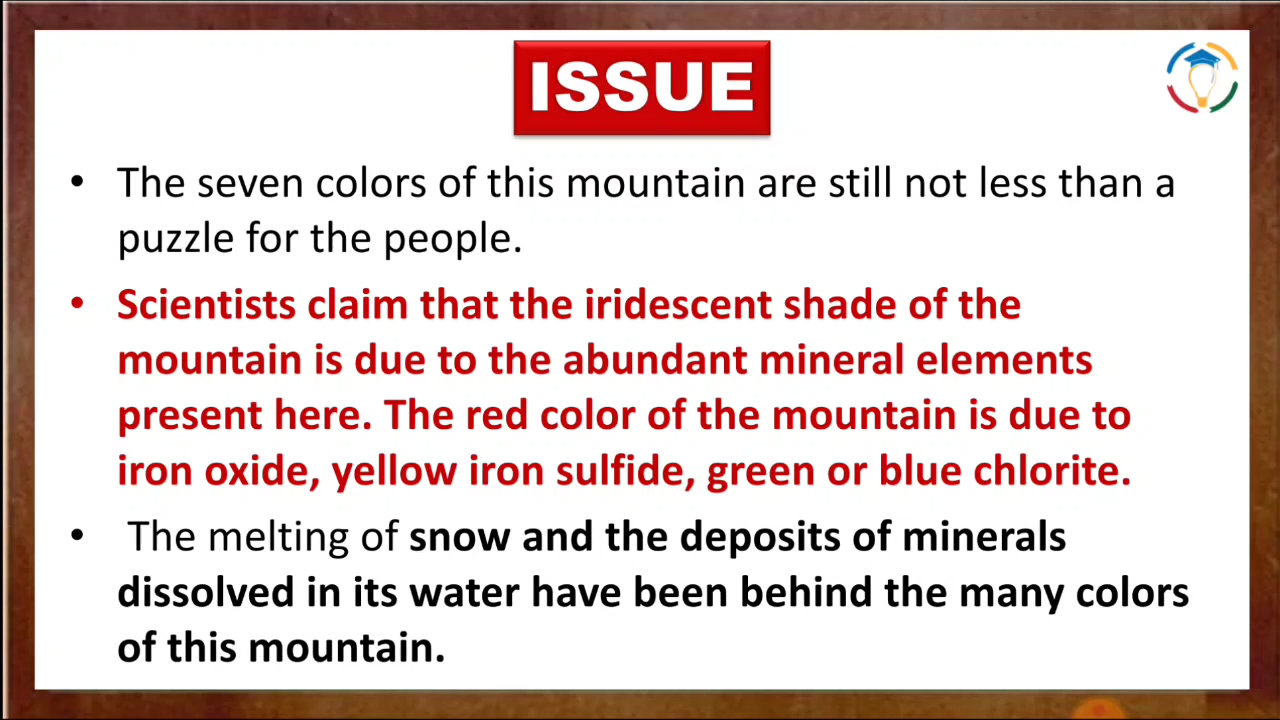 ISSUE
• The seven colors of this mountain are still not less than a
puzzle for the people.
• Scientists claim that the iridescent shade of the
mountain is due to the abundant mineral elements
present here. The red color of the mountain is due to
iron oxide, yellow iron sulfide, green or blue chlorite.
• The melting of snow and the deposits of minerals
dissolved in its water have been behind the many colors
of this mountain.